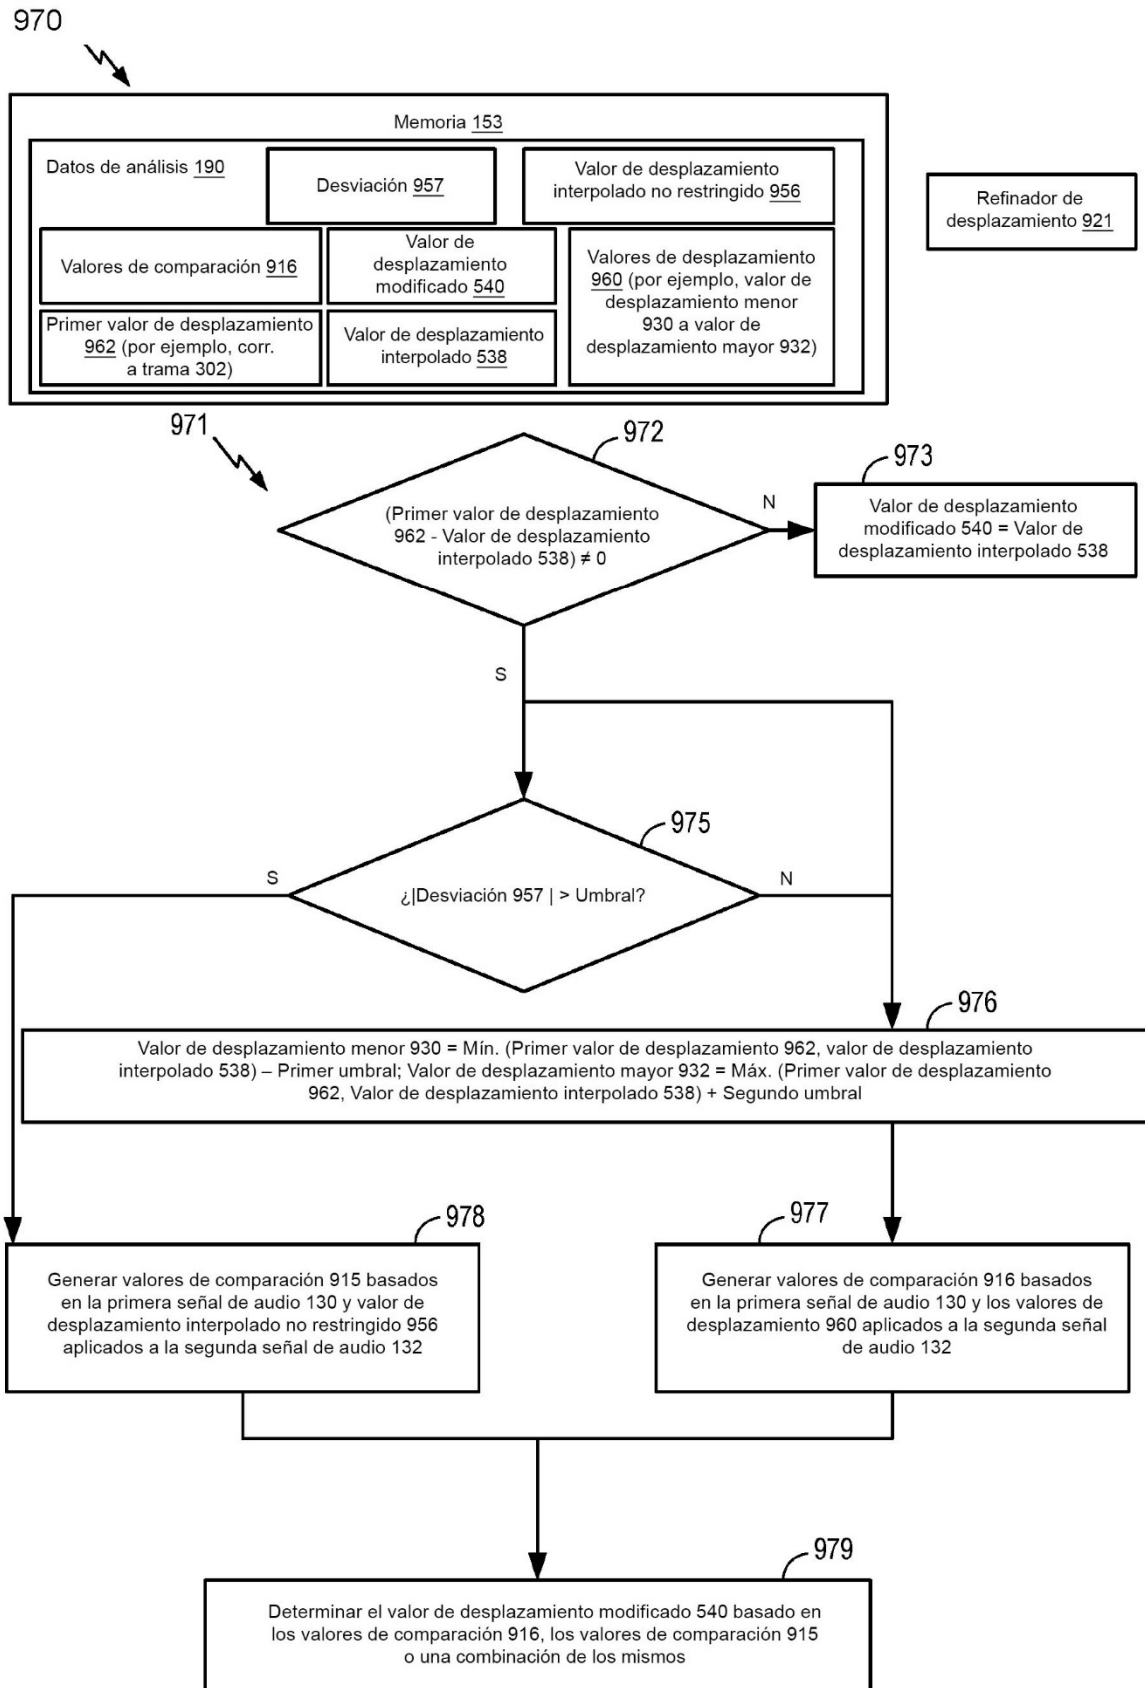 970
Memoria 153
Datos de análisis 190
Desviación 957
Valor de desplazamiento
interpolado no restringido 956
Refinador de
desplazamiento 921
Valores de comparación 916
Valor de
desplazamiento
modificado 540
Valores de desplazamiento
960 (por ejemplo, valor de
desplazamiento menor
930 a valor de
desplazamiento mayor 932)
Primer valor de desplazamiento
962 (por ejemplo, corr.
a trama 302)
Valor de desplazamiento
interpolado 538
971
972
(Primer valor de desplazamiento
962 - Valor de desplazamiento
interpolado 538) ≠ 0
N
973
Valor de desplazamiento
modificado 540 = Valor de
desplazamiento interpolado 538
S
975
¿|Desviación 957 | > Umbral?
S
N
976
Valor de desplazamiento menor 930 = Mín. (Primer valor de desplazamiento 962, valor de desplazamiento
interpolado 538) – Primer umbral; Valor de desplazamiento mayor 932 = Máx. (Primer valor de desplazamiento
962, Valor de desplazamiento interpolado 538) + Segundo umbral
978
Generar valores de comparación 915 basados
en la primera señal de audio 130 y valor de
desplazamiento interpolado no restringido 956
aplicados a la segunda señal de audio 132
977
Generar valores de comparación 916 basados
en la primera señal de audio 130 y los valores de
desplazamiento 960 aplicados a la segunda señal
de audio 132
979
Determinar el valor de desplazamiento modificado 540 basado en
los valores de comparación 916, los valores de comparación 915
o una combinación de los mismos